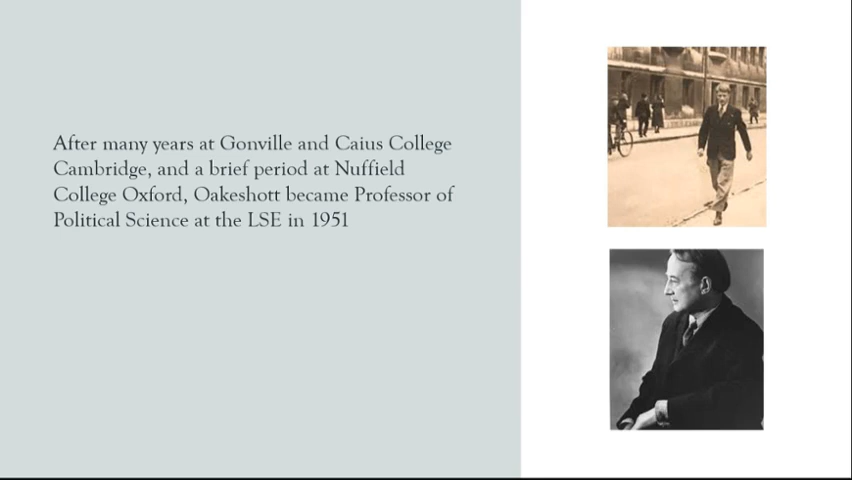 After many years at Gonville and Caius College
Cambridge, and a brief period at Nuffield
College Oxford, Oakeshott became Professor of
Political Science at the LSE in 1951